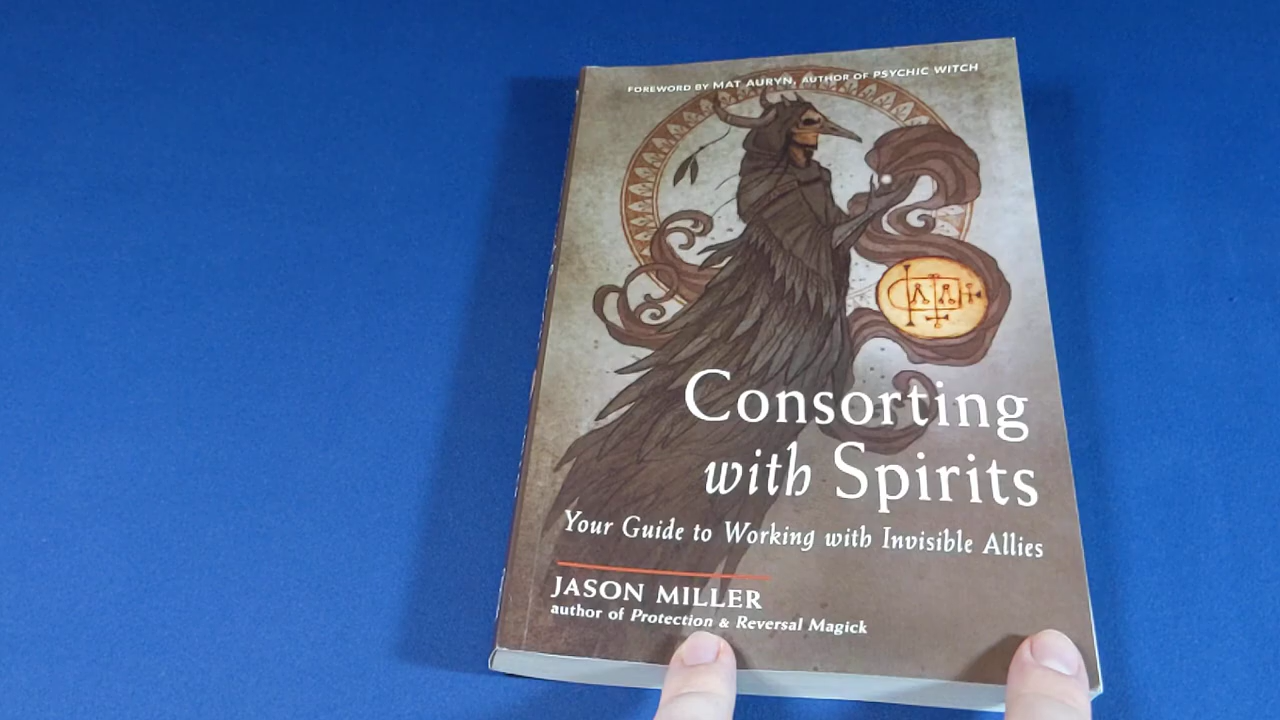 FOREWORD BY MAT AURYN, AUTHOR OF PSYCHIC WITCH
Consorting
with Spirits
Your Guide to Working with Invisible Allies
JASON MILLER
author of Protection & Reversal Magick